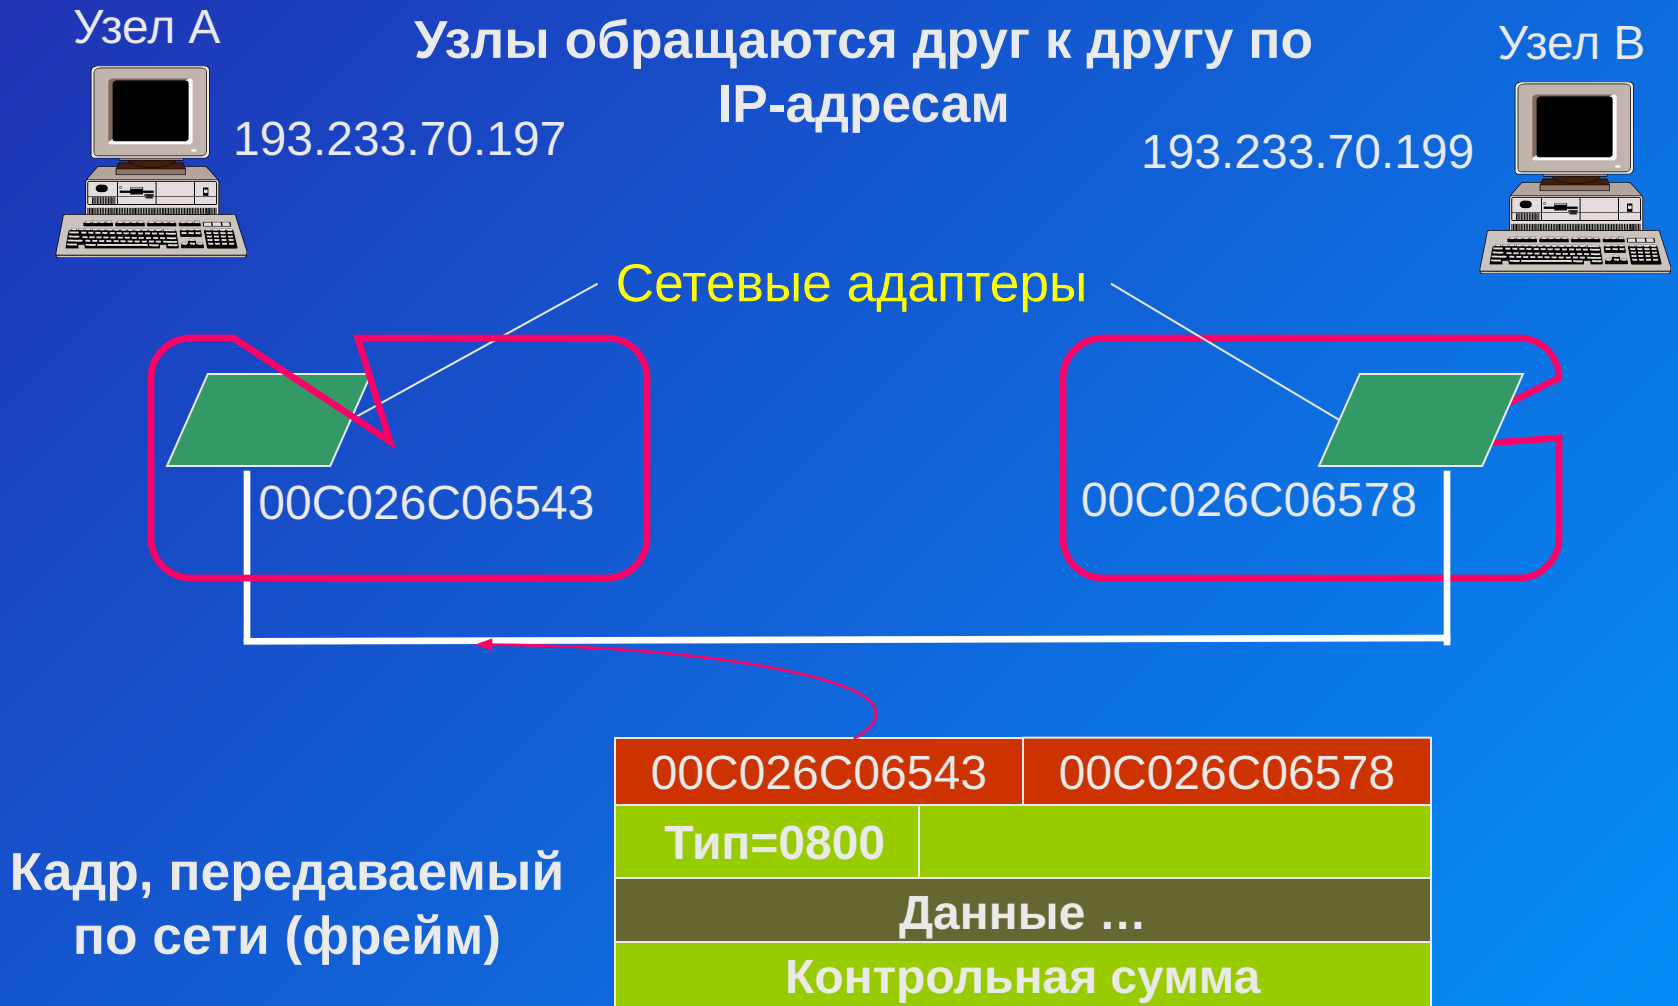 Узел А
Узлы обращаются друг к другу по
IP-адресам
Узел В
193.233.70.197
193.233.70.199
Сетевые адаптеры
00C026C06543
00C026C06578
00C026C06543 00C026C06578
Тип=0800
Данные …
Контрольная сумма
Кадр, передаваемый
по сети (фрейм)